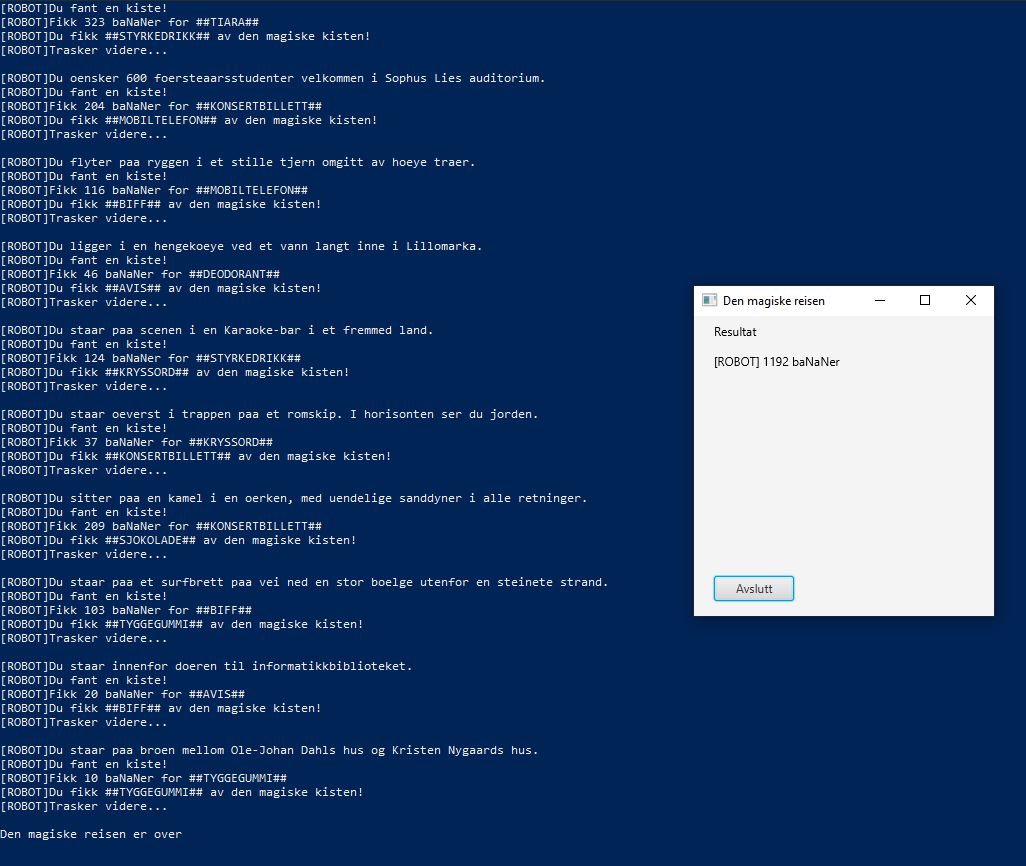 [ROBOT]Du fant en kiste!
[ROBOT]Fikk 323 baNaNer for ##TIARA##
[ROBOT]Du fikk ##STYRKEDRIKK## av den magiske kisten!
[ROBOT]Trasker videre...
[ROBOT]Du oensker 600 foersteaarsstudenter velkommen i Sophus Lies auditorium.
[ROBOT]Du fant en kiste!
[ROBOT]Fikk 204 baNaNer for ##KONSERTBILLETT##
[ROBOT]Du fikk ##MOBILTELEFON## av den magiske kisten!
[ROBOT]Trasker videre...
[ROBOT]Du flyter paa ryggen i et stille tjern omgitt av hoeye traer.
[ROBOT]Du fant en kiste!
[ROBOT]Fikk 116 baNaNer for ##MOBILTELEFON##
[ROBOT]Du fikk ##BIFF## av den magiske kisten!
[ROBOT]Trasker videre...
[ROBOT]Du ligger i en hengekoeye ved et vann langt inne i Lillomarka.
[ROBOT]Du fant en kiste!
[ROBOT]Fikk 46 baNaNer for ##DEODORANT##
[ROBOT]Du fikk ##AVIS## av den magiske kisten!
[ROBOT]Trasker videre...
[ROBOT]Du staar paa scenen i en Karaoke-bar i et fremmed land.
[ROBOT]Du fant en kiste!
[ROBOT]Fikk 124 baNaNer for ##STYRKEDRIKK##
[ROBOT]Du fikk ##KRYSSORD## av den magiske kisten!
[ROBOT]Trasker videre...
[ROBOT]Du staar oeverst i trappen paa et romskip. I horisonten ser du jorden.
[ROBOT]Du fant en kiste!
[ROBOT]Fikk 37 baNaNer for ##KRYSSORD##
[ROBOT]Du fikk ##KONSERTBILLETT## av den magiske kisten!
[ROBOT]Trasker videre...
[ROBOT]Du sitter paa en kamel i en oerken, med uendelige sanddyner i alle retninger.
[ROBOT]Du fant en kiste!
[ROBOT]Fikk 209 baNaNer for ##KONSERTBILLETT##
[ROBOT]Du fikk ##SJOKOLADE## av den magiske kisten!
[ROBOT]Trasker videre...
[ROBOT]Du staar paa et surfbrett paa vei ned en stor boelge utenfor en steinete strand.
[ROBOT]Du fant en kiste!
[ROBOT]Fikk 103 baNaNer for ##BIFF##
[ROBOT]Du fikk ##TYGGEGUMMI## av den magiske kisten!
[ROBOT]Trasker videre...
[ROBOT]Du staar innenfor doeren til informatikkbiblioteket.
[ROBOT]Du fant en kiste!
[ROBOT]Fikk 20 baNaNer for ##AVIS##
[ROBOT]Du fikk ##BIFF## av den magiske kisten!
[ROBOT]Trasker videre...
[ROBOT]Du staar paa broen mellom Ole-Johan Dahls hus og Kristen Nygaards hus.
[ROBOT]Du fant en kiste!
[ROBOT]Fikk 10 baNaNer for ##TYGGEGUMMI##
[ROBOT]Du fikk ##TYGGEGUMMI## av den magiske kisten!
[ROBOT]Trasker videre...
Den magiske reisen er over
Den magiske reisen
Resultat
[ROBOT] 1192 baNaNer
Avslutt